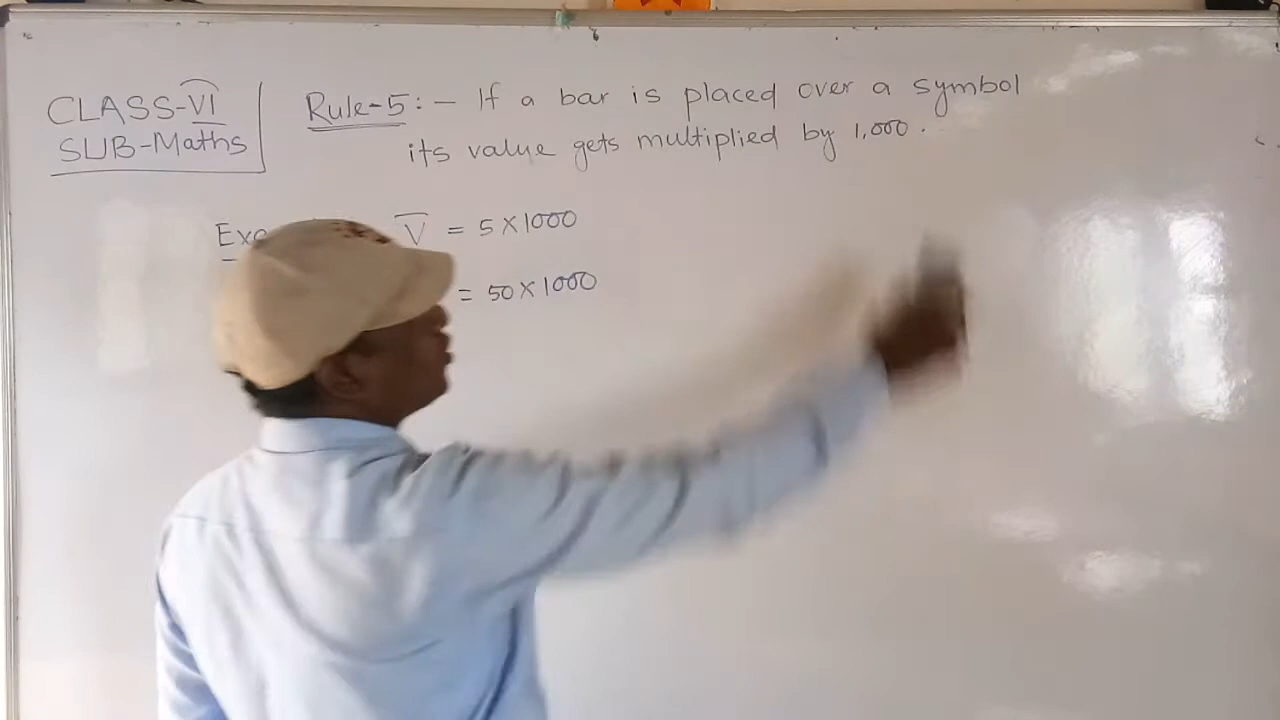 CLASS-VI
SUB-Maths
Rule-5:- If a bar is placed over a symbol
its value gets multiplied by 1,000.
V̅ = 5×1000
= 50×1000